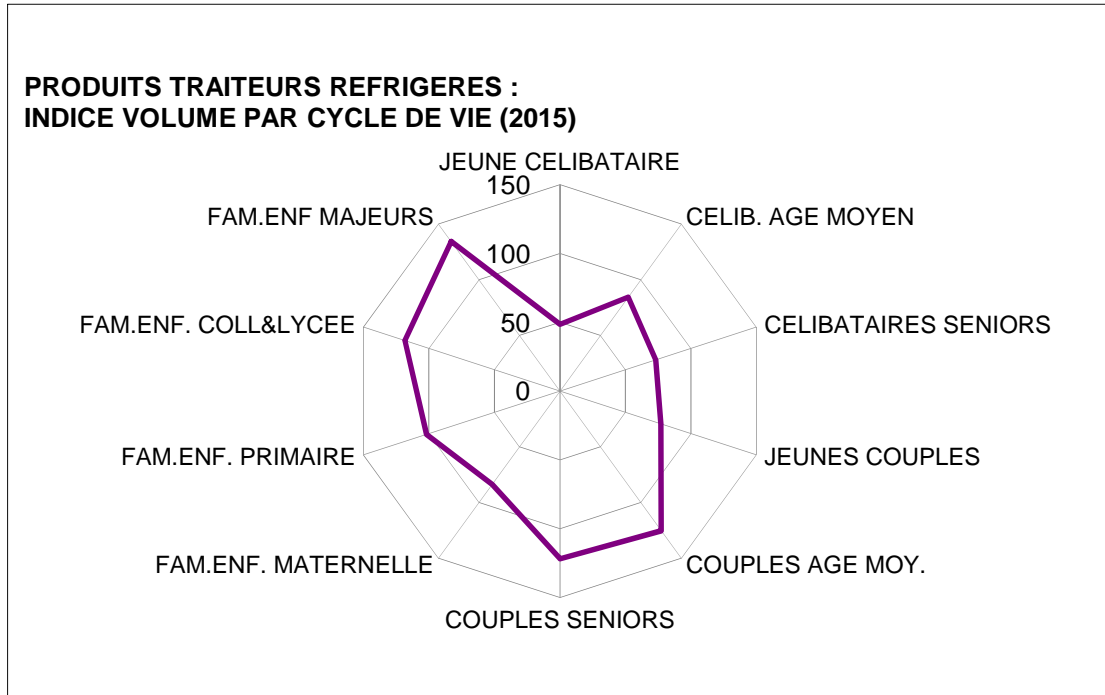 PRODUITS TRAITEURS REFRIGERES :
INDICE VOLUME PAR CYCLE DE VIE (2015)
JEUNE CELIBATAIRE
150
FAM.ENF MAJEURS
CELIB. AGE MOYEN
100
FAM.ENF. COLL&LYCEE
50
CELIBATAIRES SENIORS
0
FAM.ENF. PRIMAIRE
JEUNES COUPLES
FAM.ENF. MATERNELLE
COUPLES AGE MOY.
COUPLES SENIORS